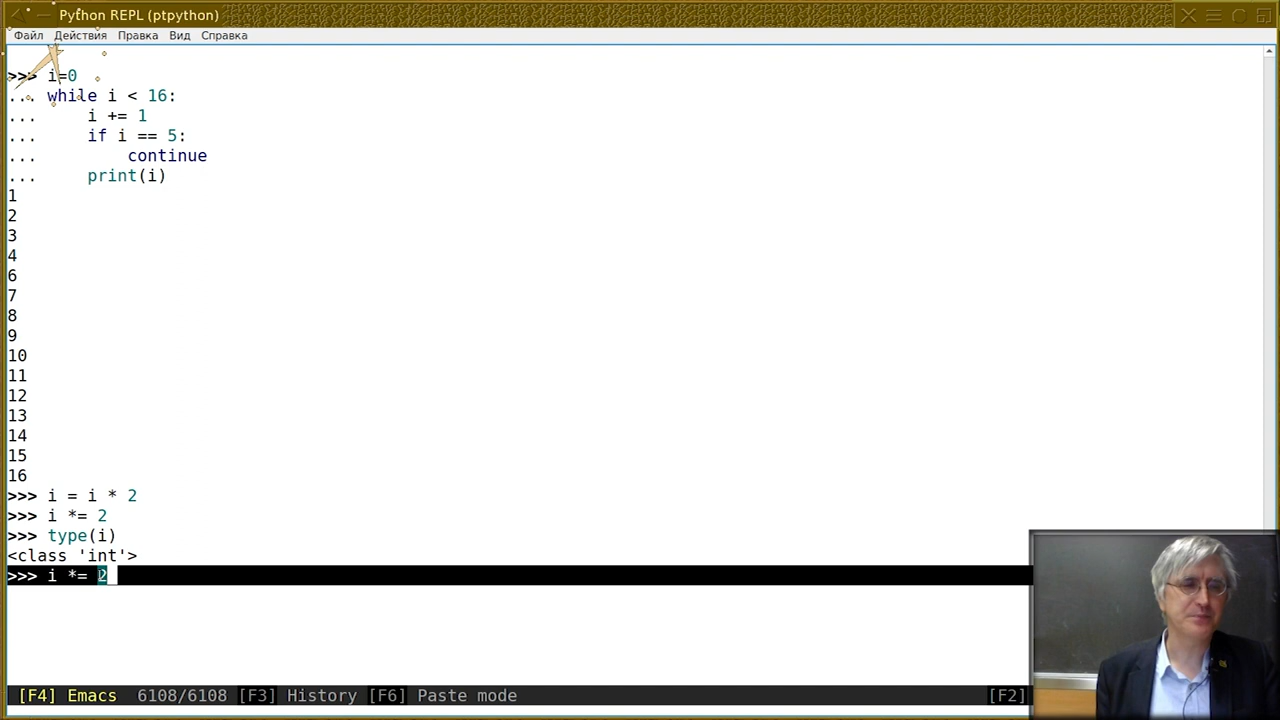 Python REPL (ptpython)
Файл Действия Правка Вид Справка
>>> i=0
... while i < 16:
...     i += 1
...     if i == 5:
...         continue
...     print(i)
1
2
3
4
6
7
8
9
10
11
12
13
14
15
16
>>> i = i * 2
>>> i *= 2
>>> type(i)
<class 'int'>
>>> i *= 2
[F4] Emacs 6108/6108 [F3] History [F6] Paste mode [F2]